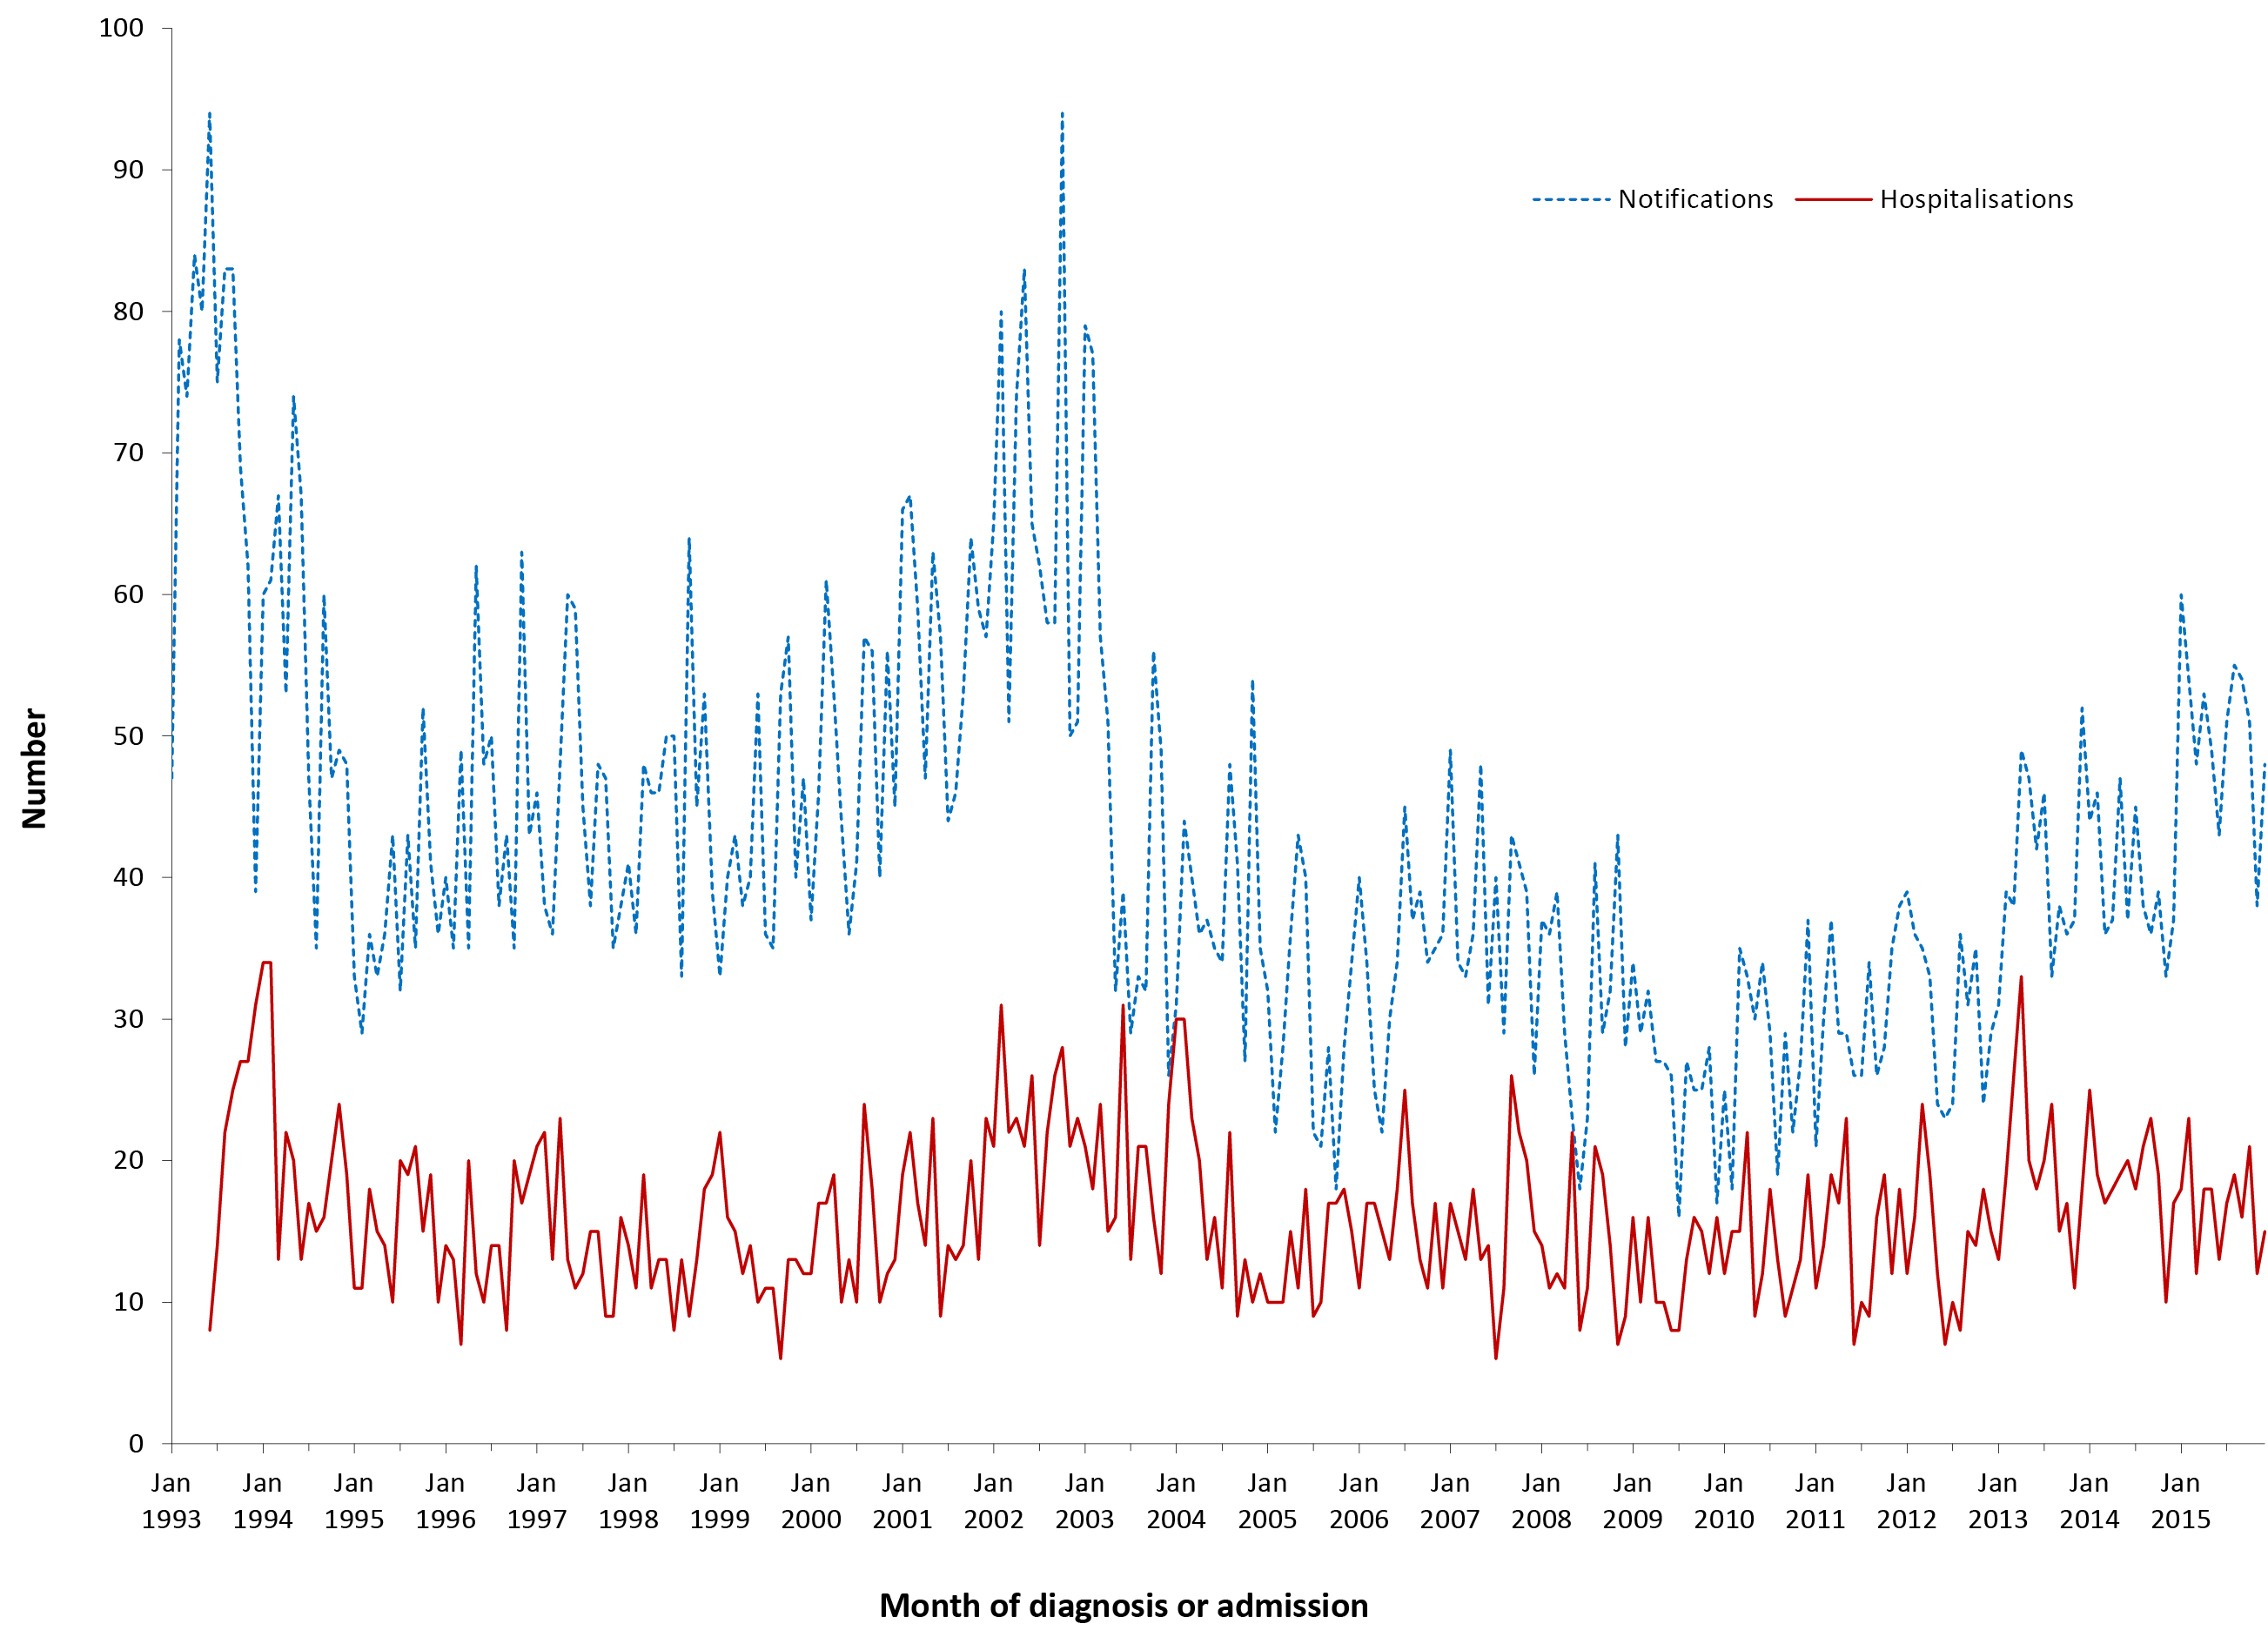 100
90
80
70
60
50
40
30
20
10
0
Number
Notifications Hospitalisations
Jan Jan Jan Jan Jan Jan Jan Jan Jan Jan Jan Jan Jan Jan Jan Jan Jan Jan Jan Jan Jan Jan Jan
1993 1994 1995 1996 1997 1998 1999 2000 2001 2002 2003 2004 2005 2006 2007 2008 2009 2010 2011 2012 2013 2014 2015
Month of diagnosis or admission